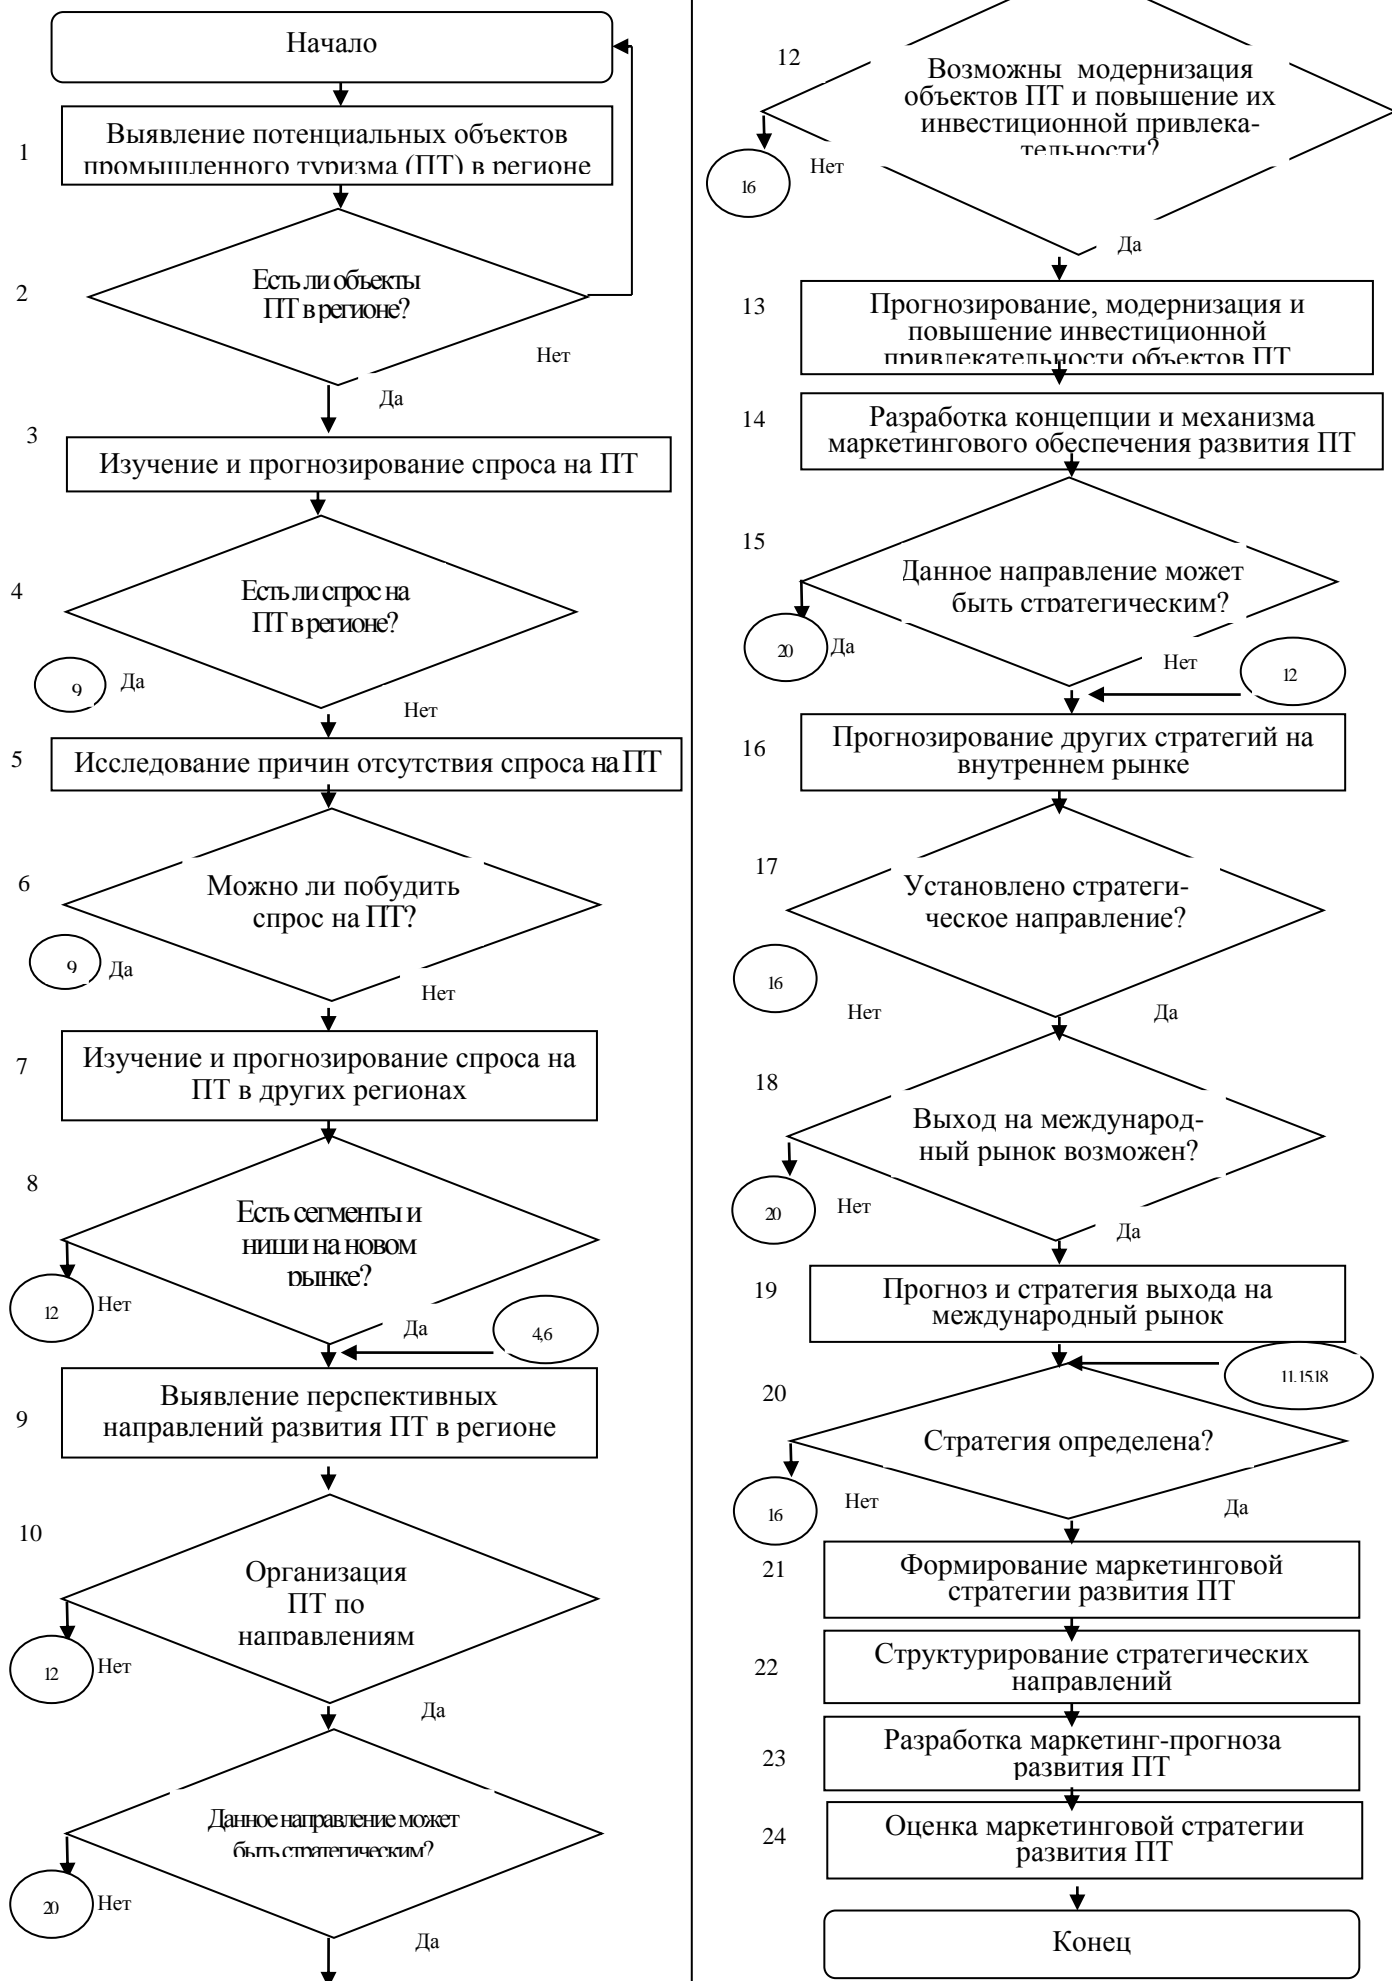 Начало
1
Выявление потенциальных объектов
промышленного туризма (ПТ) в регионе
2
Есть ли объекты
ПТ в регионе?
Нет
Да
3
Изучение и прогнозирование спроса на ПТ
4
Есть ли спрос на
ПТ в регионе?
9
Да
Нет
5
Исследование причин отсутствия спроса на ПТ
6
Можно ли побудить
спрос на ПТ?
9
Да
Нет
7
Изучение и прогнозирование спроса на
ПТ в других регионах
8
Есть сегменты и
ниши на новом
рынке?
12
Нет
Да
4,6
9
Выявление перспективных
направлений развития ПТ в регионе
10
Организация
ПТ по
направлениям
12
Нет
Да
Данное направление может
быть стратегическим?
20
Нет
Да
12
Возможны модернизация
объектов ПТ и повышение их
инвестиционной привлека-
тельности?
16
Нет
Да
13
Прогнозирование, модернизация и
повышение инвестиционной
привлекательности объектов ПТ
14
Разработка концепции и механизма
маркетингового обеспечения развития ПТ
15
Данное направление может
быть стратегическим?
20
Да
Нет
12
16
Прогнозирование других стратегий на
внутреннем рынке
17
Установлено стратеги-
ческое направление?
16
Нет
Да
18
Выход на международ-
ный рынок возможен?
20
Нет
Да
19
Прогноз и стратегия выхода на
международный рынок
11,15,18
20
Стратегия определена?
16
Нет
Да
21
Формирование маркетинговой
стратегии развития ПТ
22
Структурирование стратегических
направлений
23
Разработка маркетинг-прогноза
развития ПТ
24
Оценка маркетинговой стратегии
развития ПТ
Конец